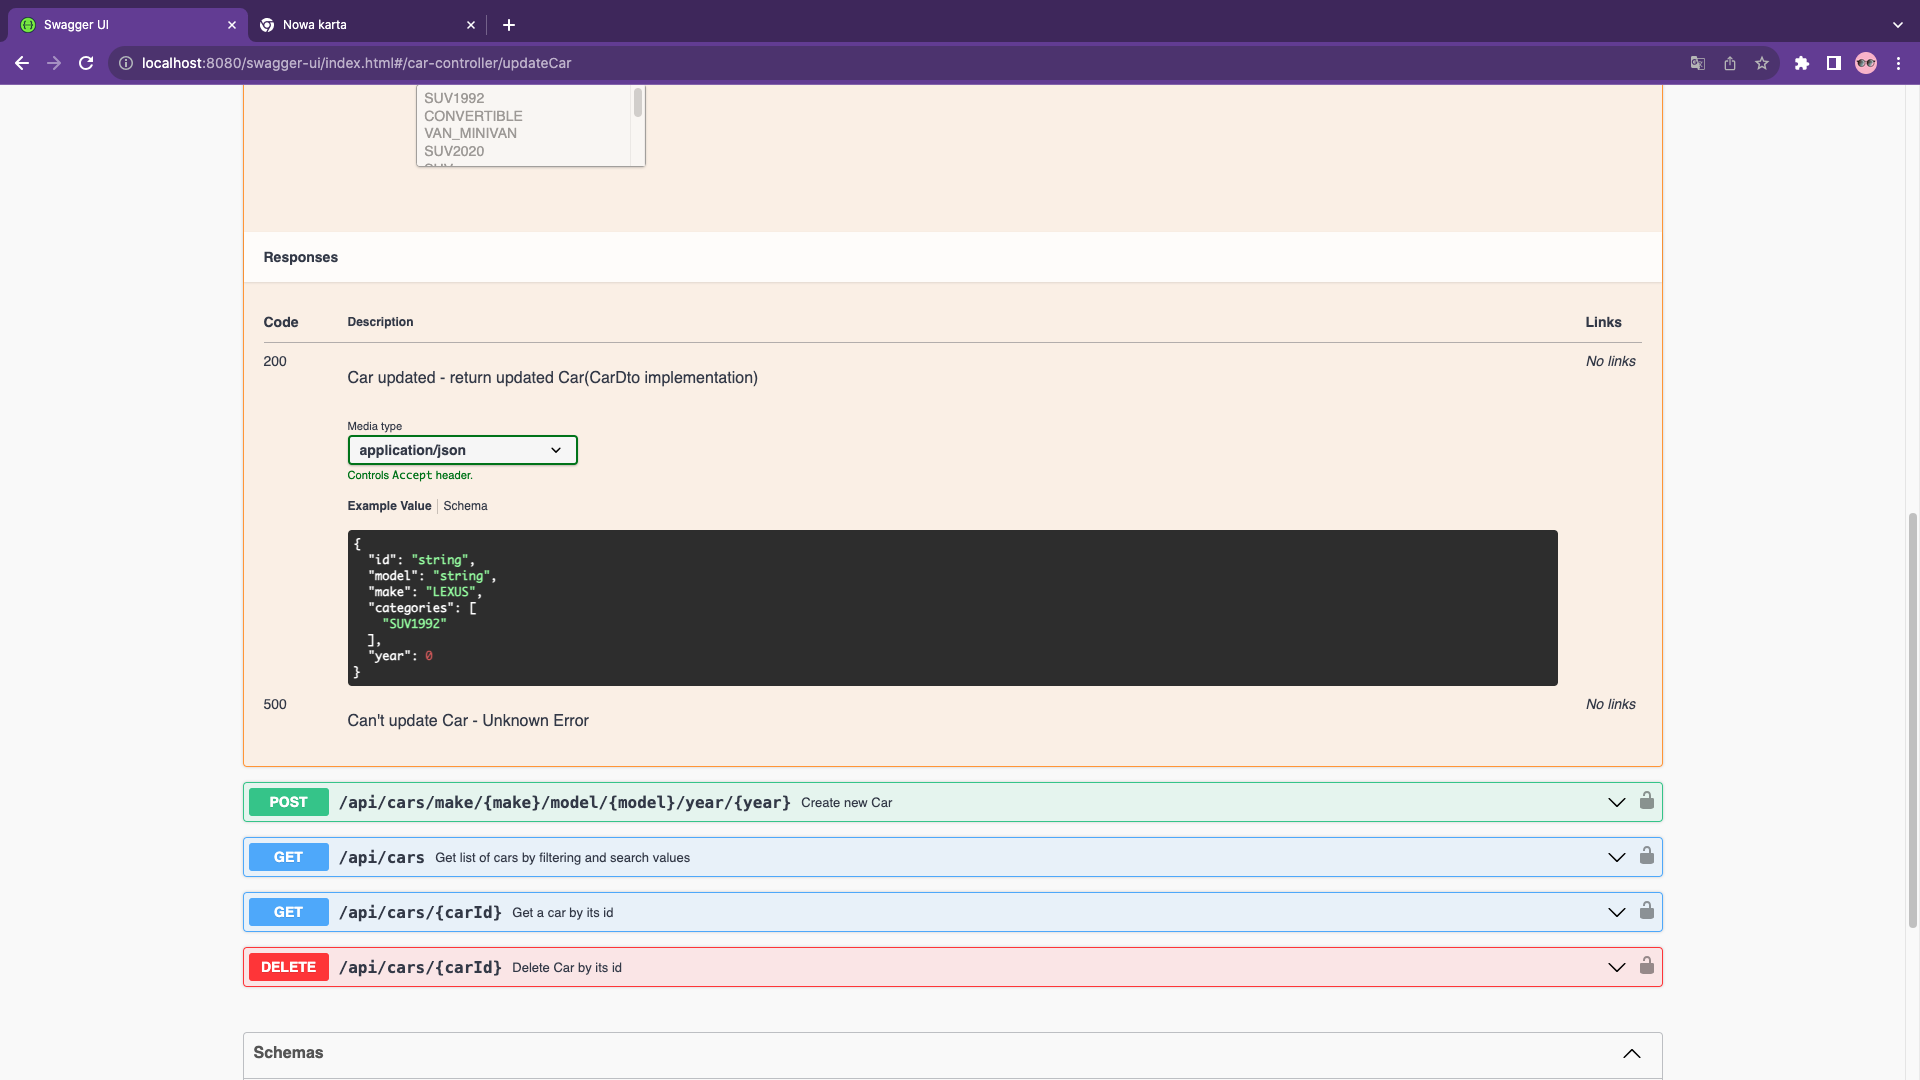 Swagger UI
Nowa karta
localhost:8080/swagger-ui/index.html#/car-controller/updateCar
SUV1992
CONVERTIBLE
VAN_MINIVAN
SUV2020
Responses
Code Description Links
200 No links
Car updated - return updated Car(CarDto implementation)
Media type
application/json
Controls Accept header.
Example Value Schema
{
"id": "string",
"model": "string",
"make": "LEXUS",
"categories": [
"SUV1992"
],
"year": 0
}
500 No links
Can't update Car - Unknown Error
POST /api/cars/make/{make}/model/{model}/year/{year} Create new Car
GET /api/cars Get list of cars by filtering and search values
GET /api/cars/{carId} Get a car by its id
DELETE /api/cars/{carId} Delete Car by its id
Schemas